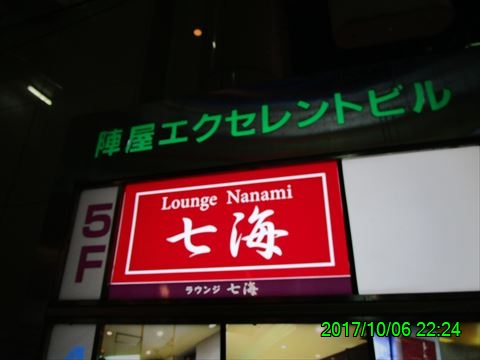 陣屋エクセレントビル
5F
Lounge Nanami
七海
ラウンジ 七海
2017/10/06 22:24